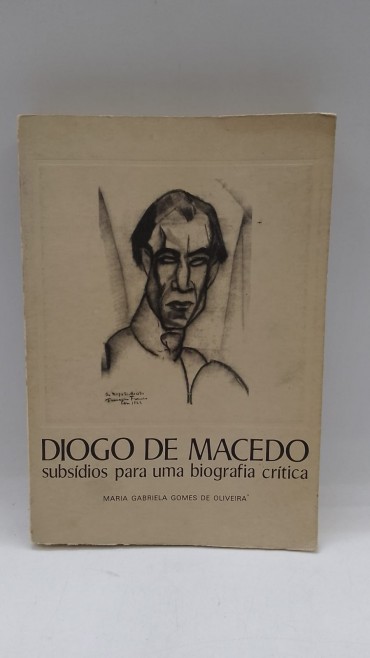 DIOGO DE MACEDO
subsídios para uma biografia crítica
MARIA GABRIELA GOMES DE OLIVEIRA